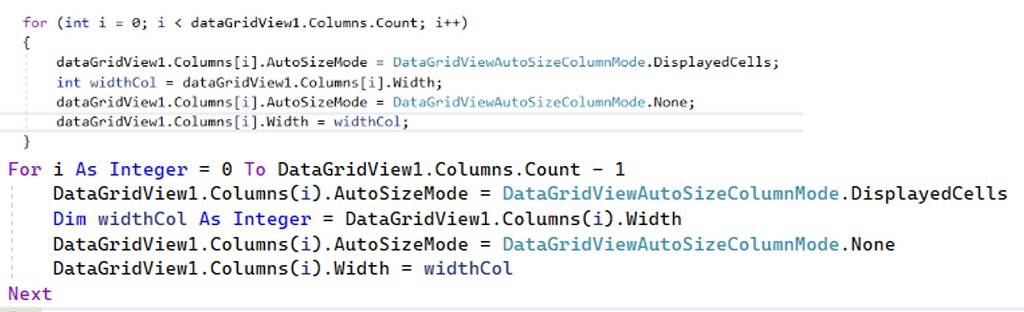 for (int i = 0; i < dataGridView1.Columns.Count; i++)
{
    dataGridView1.Columns[i].AutoSizeMode = DataGridViewAutoSizeColumnMode.DisplayedCells;
    int widthCol = dataGridView1.Columns[i].Width;
    dataGridView1.Columns[i].AutoSizeMode = DataGridViewAutoSizeColumnMode.None;
    dataGridView1.Columns[i].Width = widthCol;
}
For i As Integer = 0 To DataGridView1.Columns.Count - 1
    DataGridView1.Columns(i).AutoSizeMode = DataGridViewAutoSizeColumnMode.DisplayedCells
    Dim widthCol As Integer = DataGridView1.Columns(i).Width
    DataGridView1.Columns(i).AutoSizeMode = DataGridViewAutoSizeColumnMode.None
    DataGridView1.Columns(i).Width = widthCol
Next